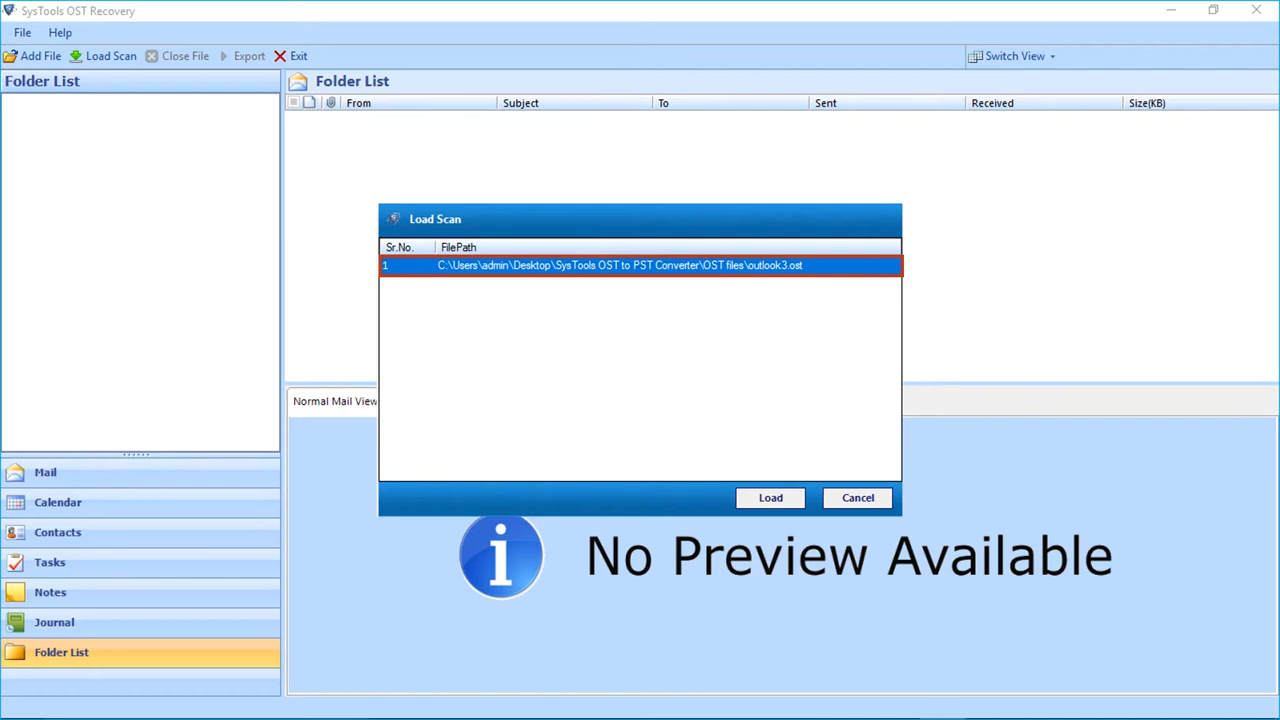 SysTools OST Recovery
File Help
Add File Load Scan Close File Export Exit Switch View
Folder List
Folder List
From Subject To Sent Received Size(KB)
Load Scan
Sr.No. FilePath
1 C:\Users\admin\Desktop\SysTools OST to PST Converter\OST files\outlook3.ost
Normal Mail View
Load Cancel
Mail
Calendar
Contacts
Tasks
Notes
Journal
Folder List
No Preview Available